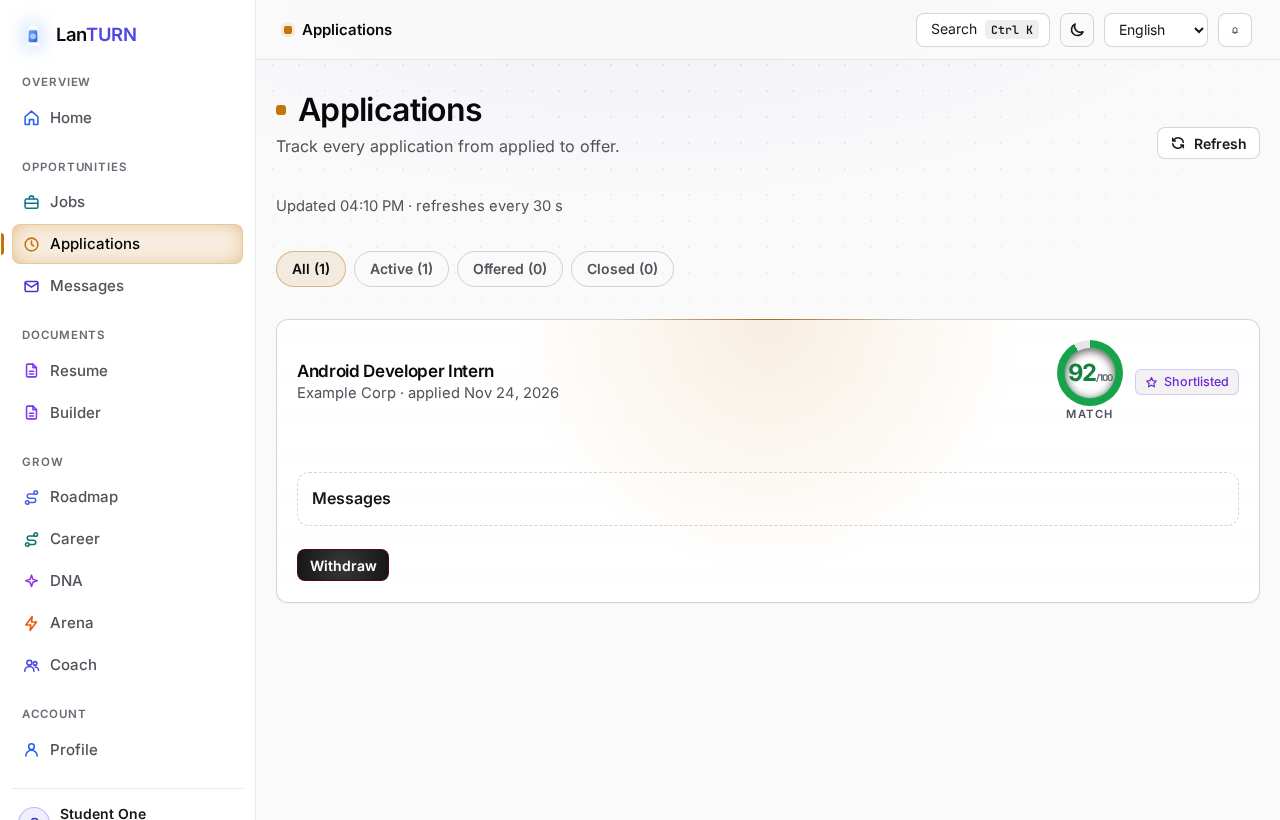 LanTURN
OVERVIEW
Home
OPPORTUNITIES
Jobs
Applications
Messages
DOCUMENTS
Resume
Builder
GROW
Roadmap
Career
DNA
Arena
Coach
ACCOUNT
Profile
Student One
Applications
Search Ctrl K
English
Applications
Track every application from applied to offer.
Refresh
Updated 04:10 PM · refreshes every 30 s
All (1)
Active (1)
Offered (0)
Closed (0)
Android Developer Intern
Example Corp · applied Nov 24, 2026
92/100
MATCH
Shortlisted
Messages
Withdraw